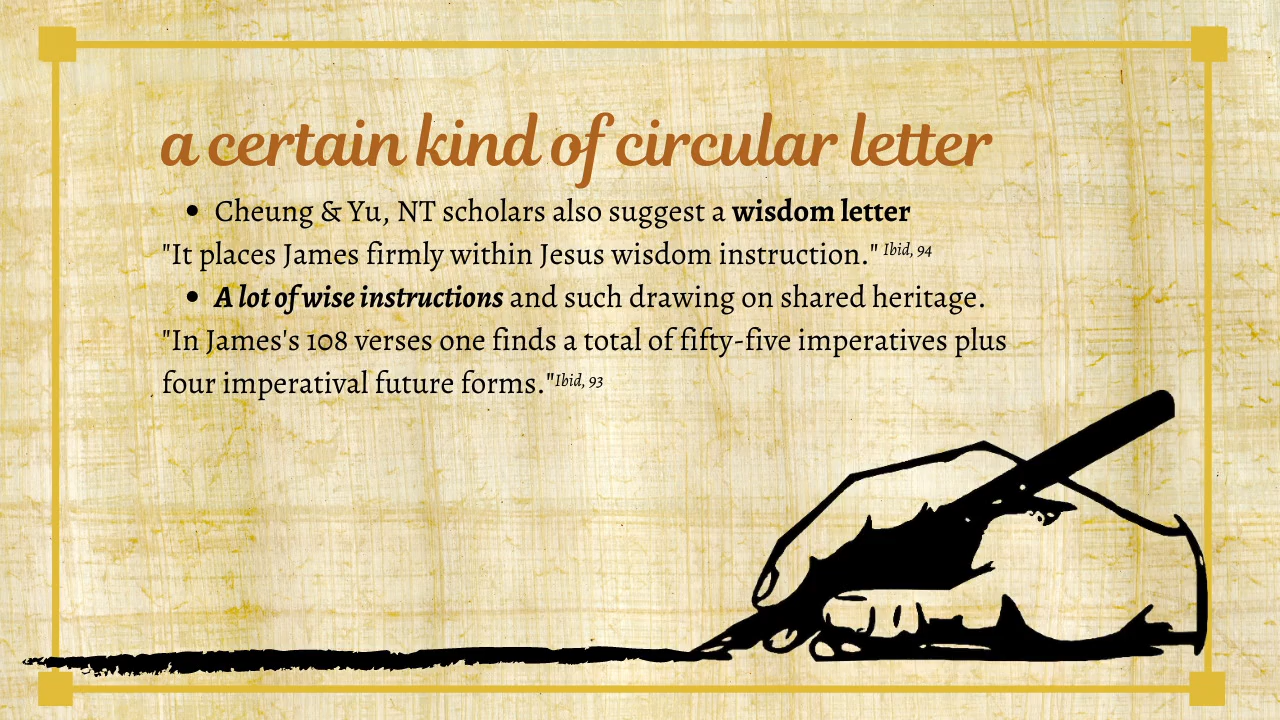 a certain kind of circular letter
• Cheung & Yu, NT scholars also suggest a wisdom letter
"It places James firmly within Jesus wisdom instruction." Ibid, 94
• A lot of wise instructions and such drawing on shared heritage.
"In James's 108 verses one finds a total of fifty-five imperatives plus
four imperatival future forms."Ibid, 93